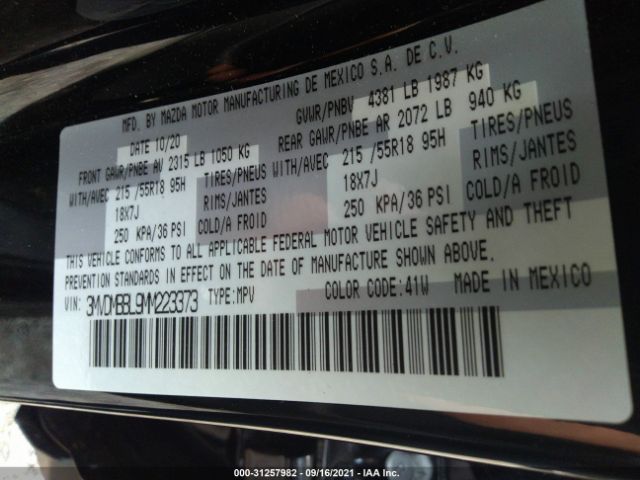 MFD. BY MAZDA MOTOR MANUFACTURING DE MEXICO S.A. DE C.V.
DATE 10/20 GVWR/PNBV 4381 LB 1987 KG
FRONT GAWR/PNBE AV 2315 LB 1050 KG REAR GAWR/PNBE AR 2072 LB 940 KG
WITH/AVEC 215 /55R18 95H TIRES/PNEUS WITH/AVEC 215 /55R18 95H TIRES/PNEUS
18X7J RIMS/JANTES 18X7J RIMS/JANTES
250 KPA/36 PSI COLD/A FROID 250 KPA/36 PSI COLD/A FROID
THIS VEHICLE CONFORMS TO ALL APPLICABLE FEDERAL MOTOR VEHICLE SAFETY AND THEFT
PREVENTION STANDARDS IN EFFECT ON THE DATE OF MANUFACTURE SHOWN ABOVE.
VIN: 3MVDMBBL9MM223373 TYPE:MPV COLOR CODE:41W MADE IN MEXICO
000-31257982 - 09/16/2021 - IAA Inc.